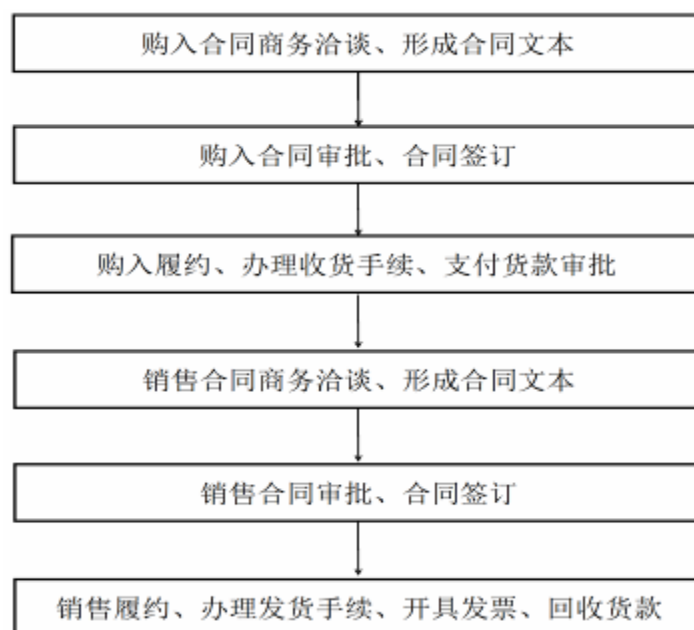 购入合同商务洽谈、形成合同文本
购入合同审批、合同签订
购入履约、办理收货手续、支付货款审批
销售合同商务洽谈、形成合同文本
销售合同审批、合同签订
销售履约、办理发货手续、开具发票、回收货款